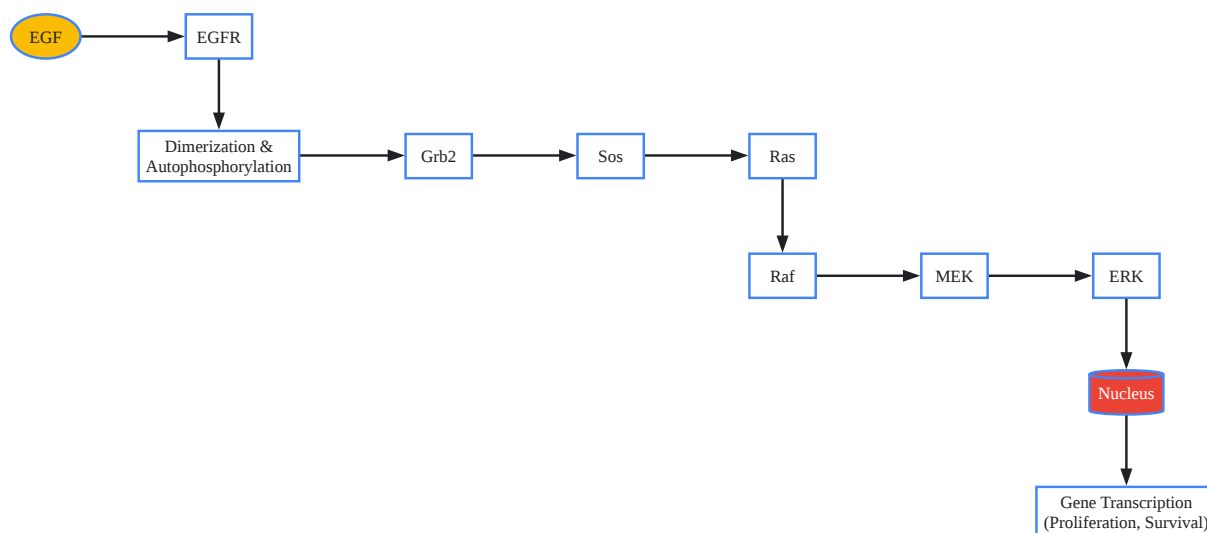 EGF
EGFR
Dimerization &
Autophosphorylation
Grb2
Sos
Ras
Raf
MEK
ERK
Nucleus
Gene Transcription
(Proliferation, Survival)